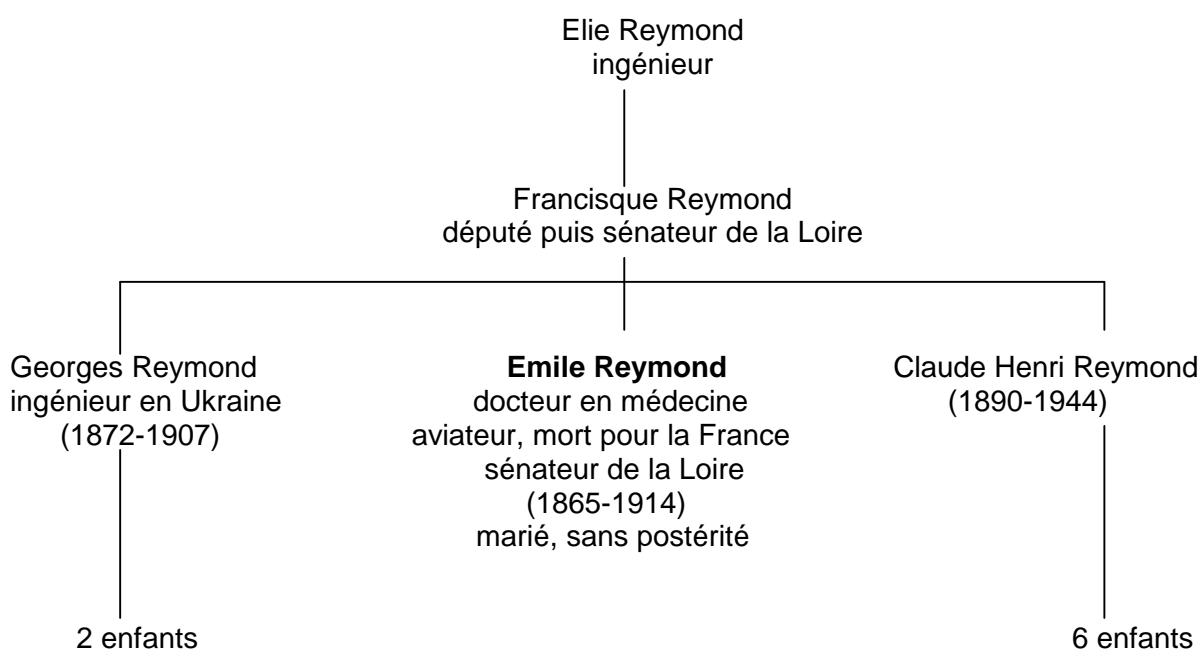 Elie Reymond
ingénieur
Francisque Reymond
député puis sénateur de la Loire
Georges Reymond
ingénieur en Ukraine
(1872-1907)
2 enfants
Emile Reymond
docteur en médecine
aviateur, mort pour la France
sénateur de la Loire
(1865-1914)
marié, sans postérité
Claude Henri Reymond
(1890-1944)
6 enfants